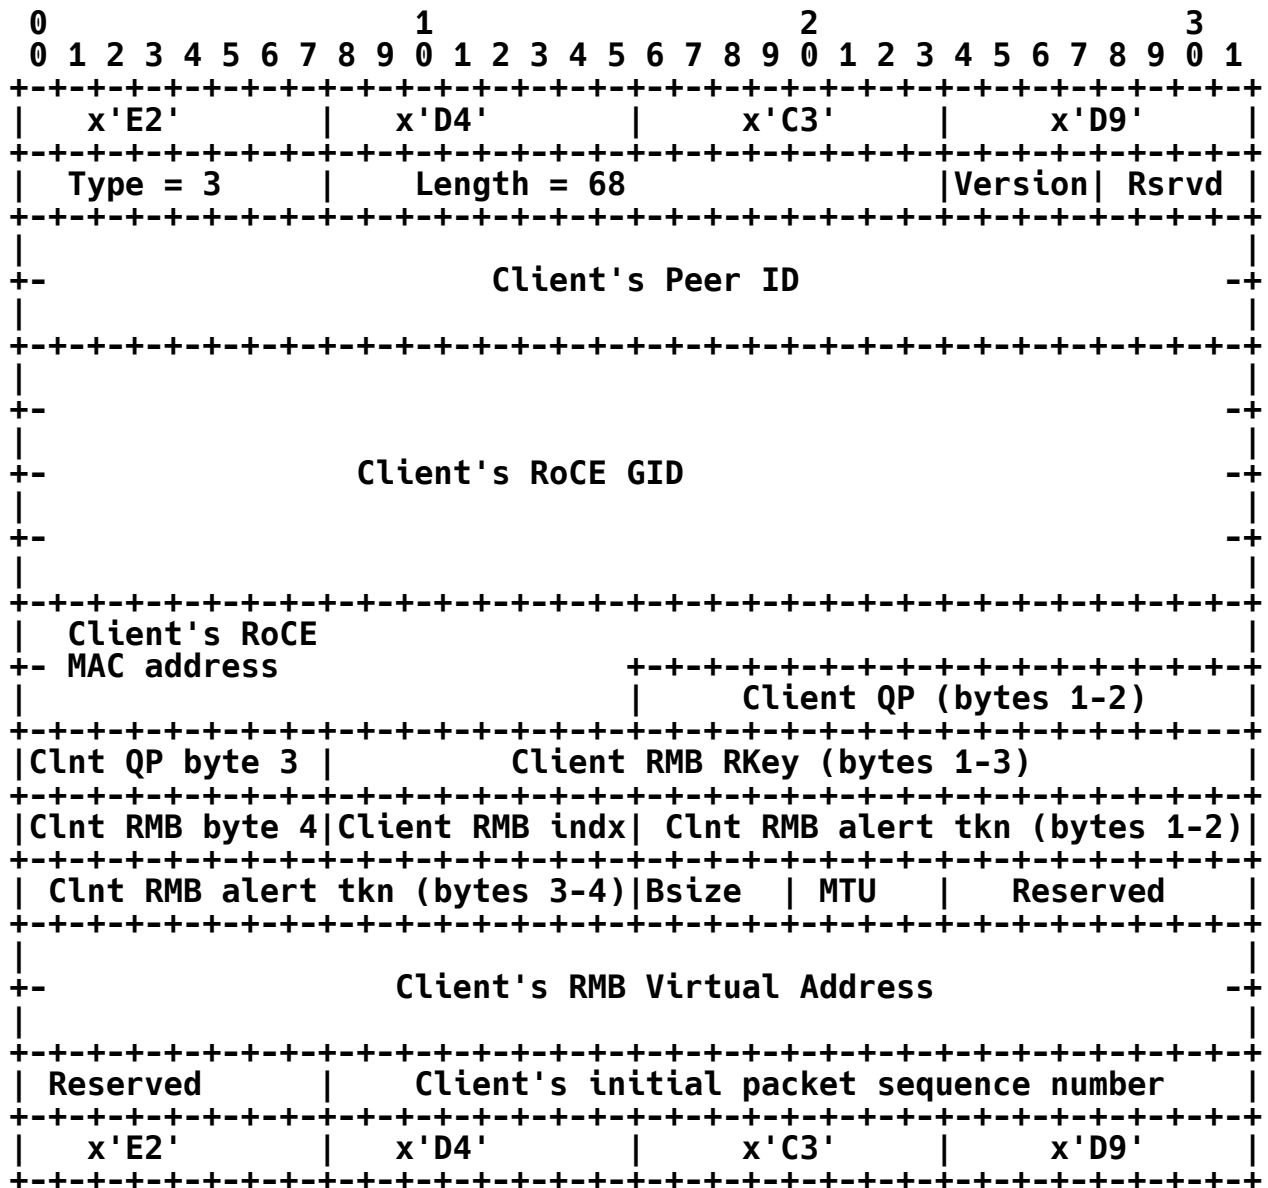 0                   1                   2                   3
 0 1 2 3 4 5 6 7 8 9 0 1 2 3 4 5 6 7 8 9 0 1 2 3 4 5 6 7 8 9 0 1
+-+-+-+-+-+-+-+-+-+-+-+-+-+-+-+-+-+-+-+-+-+-+-+-+-+-+-+-+-+-+-+-+
|   x'E2'       |   x'D4'       |     x'C3'     |     x'D9'     |
+-+-+-+-+-+-+-+-+-+-+-+-+-+-+-+-+-+-+-+-+-+-+-+-+-+-+-+-+-+-+-+-+
|  Type = 3     |    Length = 68                |Version| Rsrvd |
+-+-+-+-+-+-+-+-+-+-+-+-+-+-+-+-+-+-+-+-+-+-+-+-+-+-+-+-+-+-+-+-+
|                                                               |
+-                       Client's Peer ID                      -+
|                                                               |
+-+-+-+-+-+-+-+-+-+-+-+-+-+-+-+-+-+-+-+-+-+-+-+-+-+-+-+-+-+-+-+-+
|                                                               |
+-                                                             -+
|                                                               |
+-                Client's RoCE GID                            -+
|                                                               |
+-                                                             -+
|                                                               |
+-+-+-+-+-+-+-+-+-+-+-+-+-+-+-+-+-+-+-+-+-+-+-+-+-+-+-+-+-+-+-+-+
|  Client's RoCE                                                |
+- MAC address                  +-+-+-+-+-+-+-+-+-+-+-+-+-+-+-+-+
|                               |     Client QP (bytes 1-2)     |
+-+-+-+-+-+-+-+-+-+-+-+-+-+-+-+-+-+-+-+-+-+-+-+-+-+-+-+-+-+-+---+
|Clnt QP byte 3 |         Client RMB RKey (bytes 1-3)           |
+-+-+-+-+-+-+-+-+-+-+-+-+-+-+-+-+-+-+-+-+-+-+-+-+-+-+-+-+-+-+-+-+
|Clnt RMB byte 4|Client RMB indx| Clnt RMB alert tkn (bytes 1-2)|
+-+-+-+-+-+-+-+-+-+-+-+-+-+-+-+-+-+-+-+-+-+-+-+-+-+-+-+-+-+-+-+-+
| Clnt RMB alert tkn (bytes 3-4)|Bsize  | MTU   |   Reserved    |
+-+-+-+-+-+-+-+-+-+-+-+-+-+-+-+-+-+-+-+-+-+-+-+-+-+-+-+-+-+-+-+-+
|                                                               |
+-                  Client's RMB Virtual Address               -+
|                                                               |
+-+-+-+-+-+-+-+-+-+-+-+-+-+-+-+-+-+-+-+-+-+-+-+-+-+-+-+-+-+-+-+-+
| Reserved      |    Client's initial packet sequence number    |
+-+-+-+-+-+-+-+-+-+-+-+-+-+-+-+-+-+-+-+-+-+-+-+-+-+-+-+-+-+-+-+-+
|   x'E2'       |   x'D4'       |     x'C3'     |     x'D9'     |
+-+-+-+-+-+-+-+-+-+-+-+-+-+-+-+-+-+-+-+-+-+-+-+-+-+-+-+-+-+-+-+-+